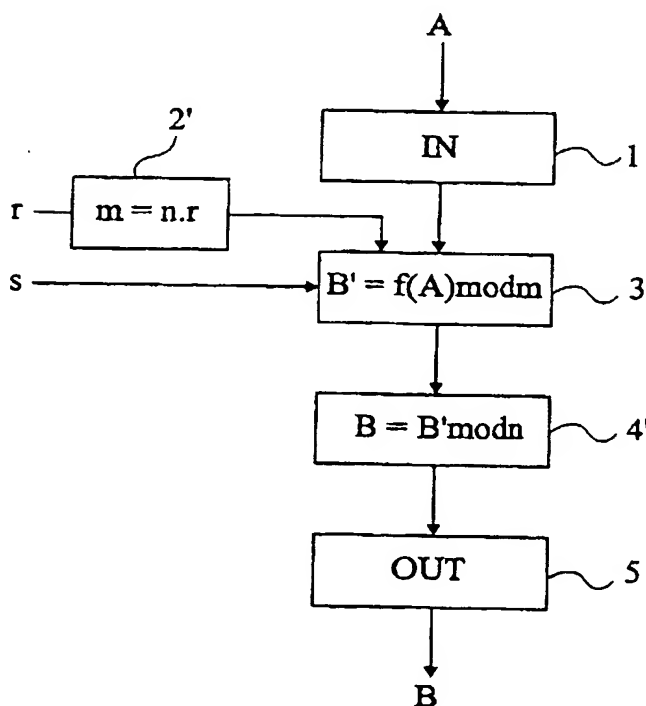 A
IN
1
2'
r
m = n.r
s
B' = f(A)modm
3
B = B'modn
4'
OUT
5
B